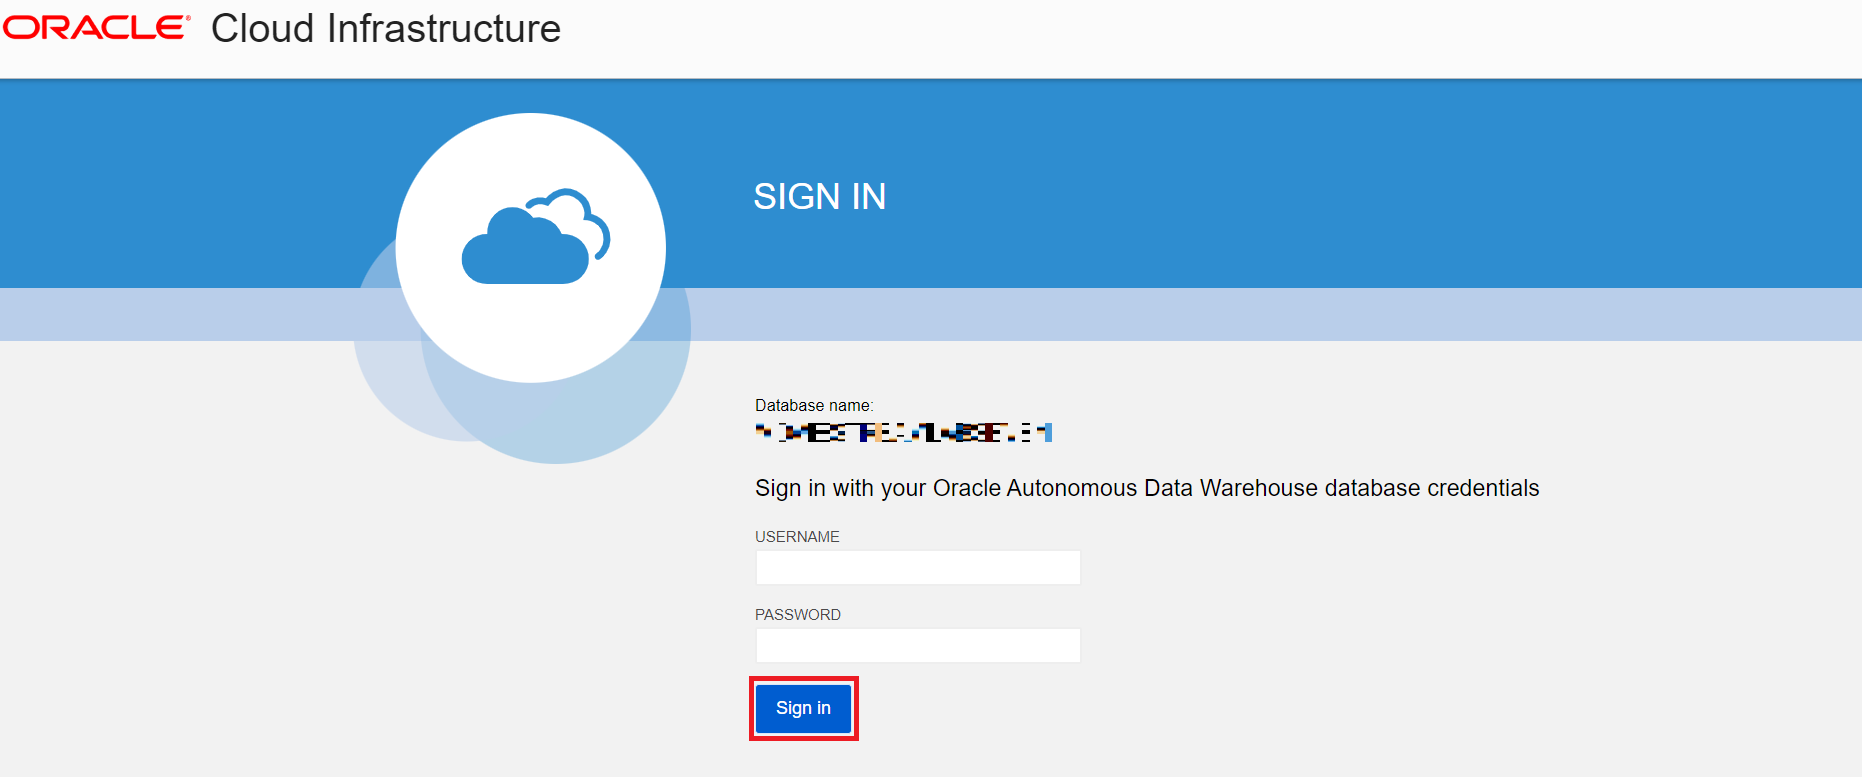 ORACLE® Cloud Infrastructure
SIGN IN
Database name:
Sign in with your Oracle Autonomous Data Warehouse database credentials
USERNAME
PASSWORD
Sign in